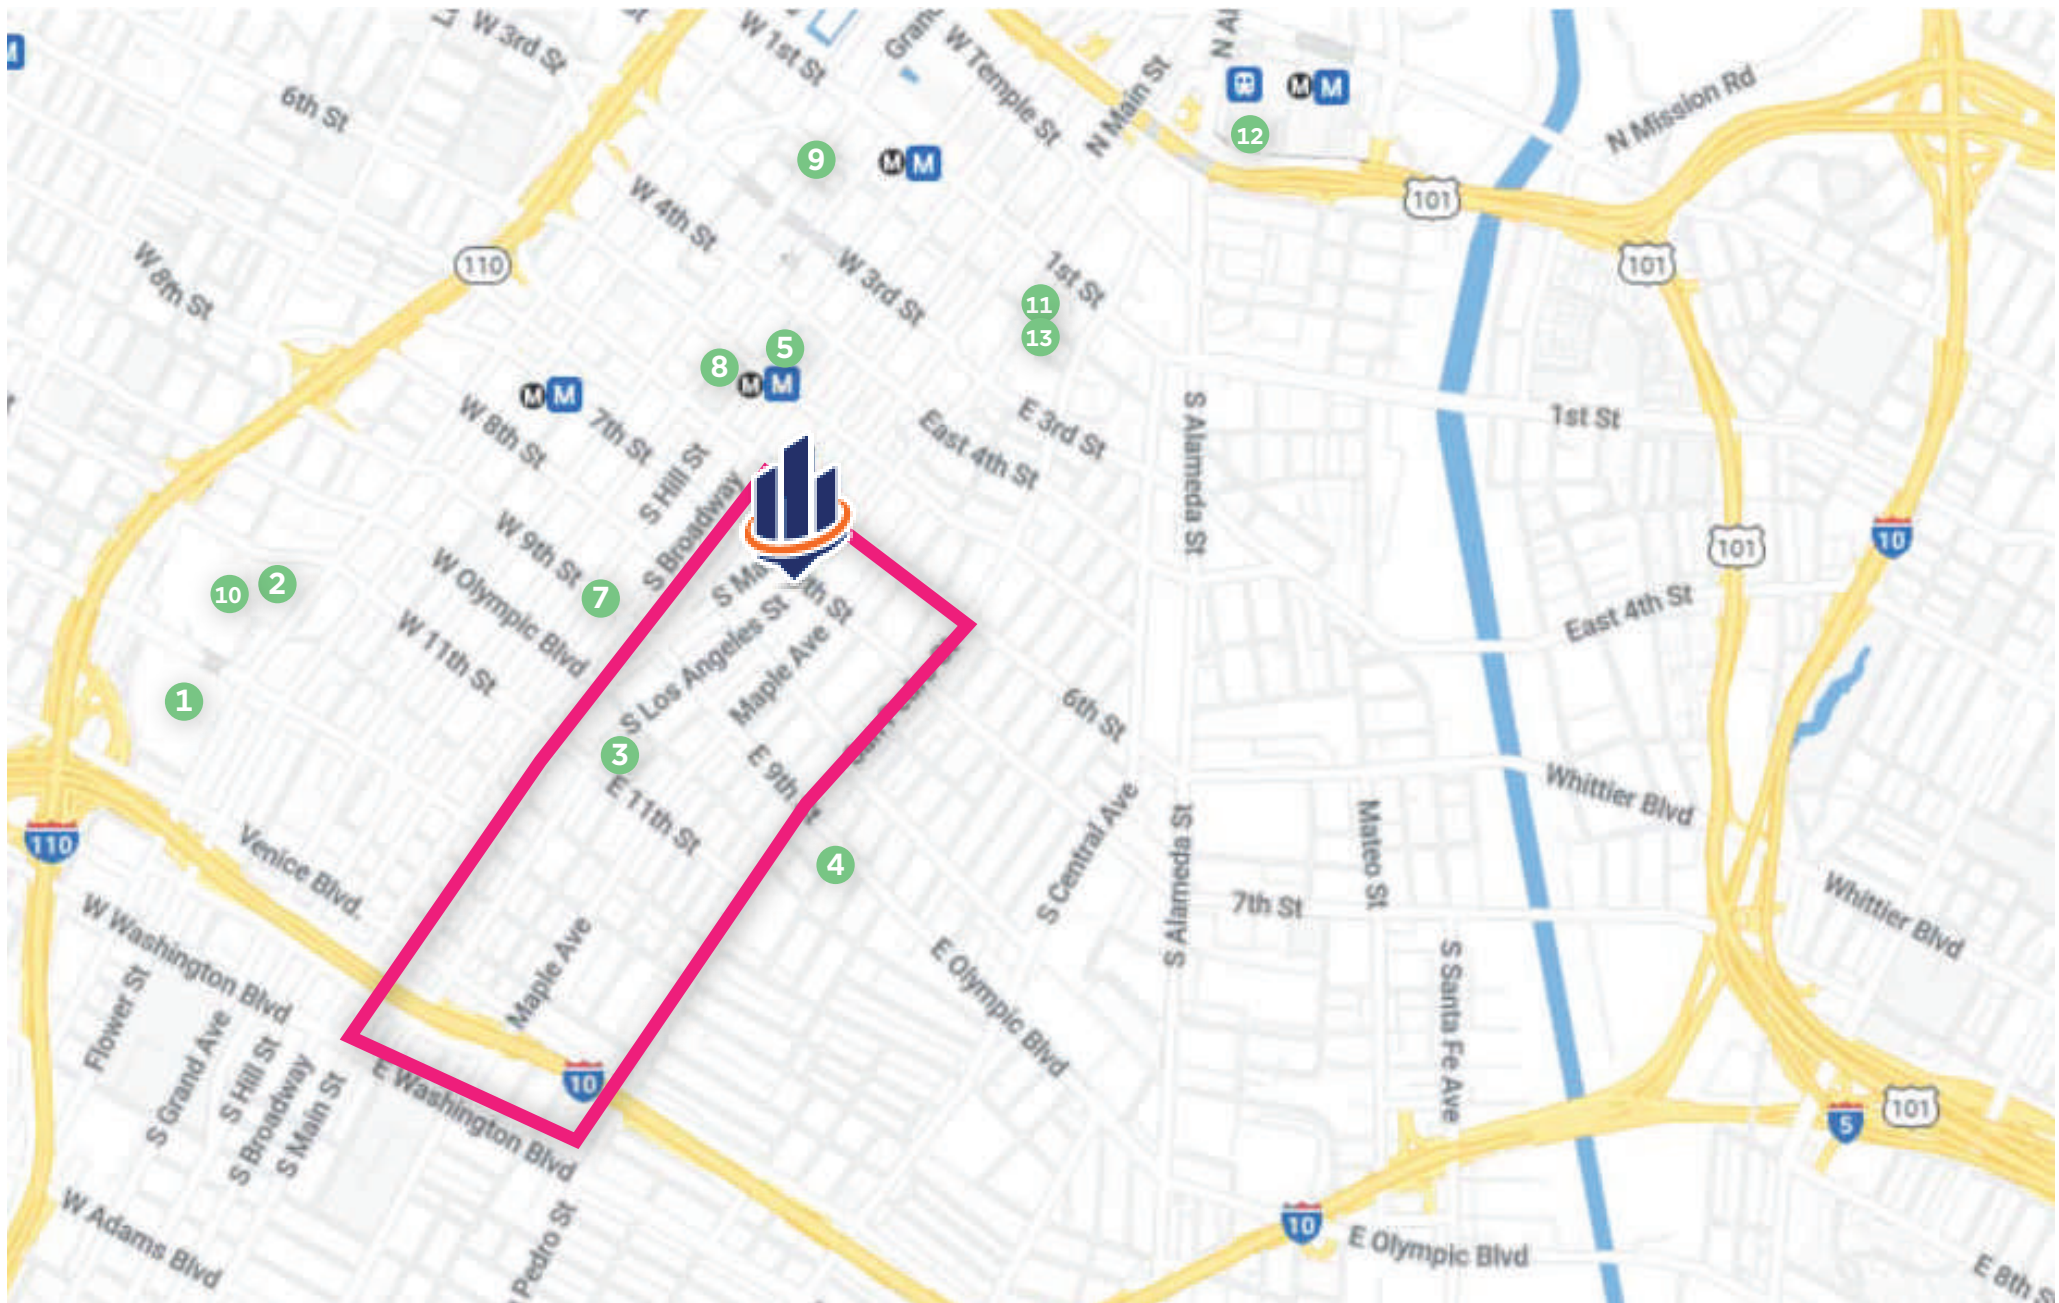 W 3rd St
W 1st St
Grand
W Temple St
N Main St
M
M
M
6th St
N Mission Rd
12
9
M
M
101
W 4th St
110
W 3rd St
1st St
101
W 8th St
11
13
5
8
M
M
M
M
W 8th St
7th St
S Hill St
East 4th St
E 3rd St
S Alameda St
1st St
W 9th St
S Broadway
10
101
W Olympic Blvd
10
2
7
East 4th St
W 11th St
S Los Angeles St
Maple Ave
1
6th St
3
E 9th St
E 11th St
Whittier Blvd
110
Venice Blvd.
4
S Central Ave
S Alameda St
Mateo St
7th St
Whittier Blvd
W Washington Blvd
Maple Ave
E Olympic Blvd
S Santa Fe Ave
Flower St
S Grand Ave
S Hill St
S Broadway
S Main St
E Washington Blvd
10
101
5
W Adams Blvd
Pedro St
10
E Olympic Blvd
E 8th S